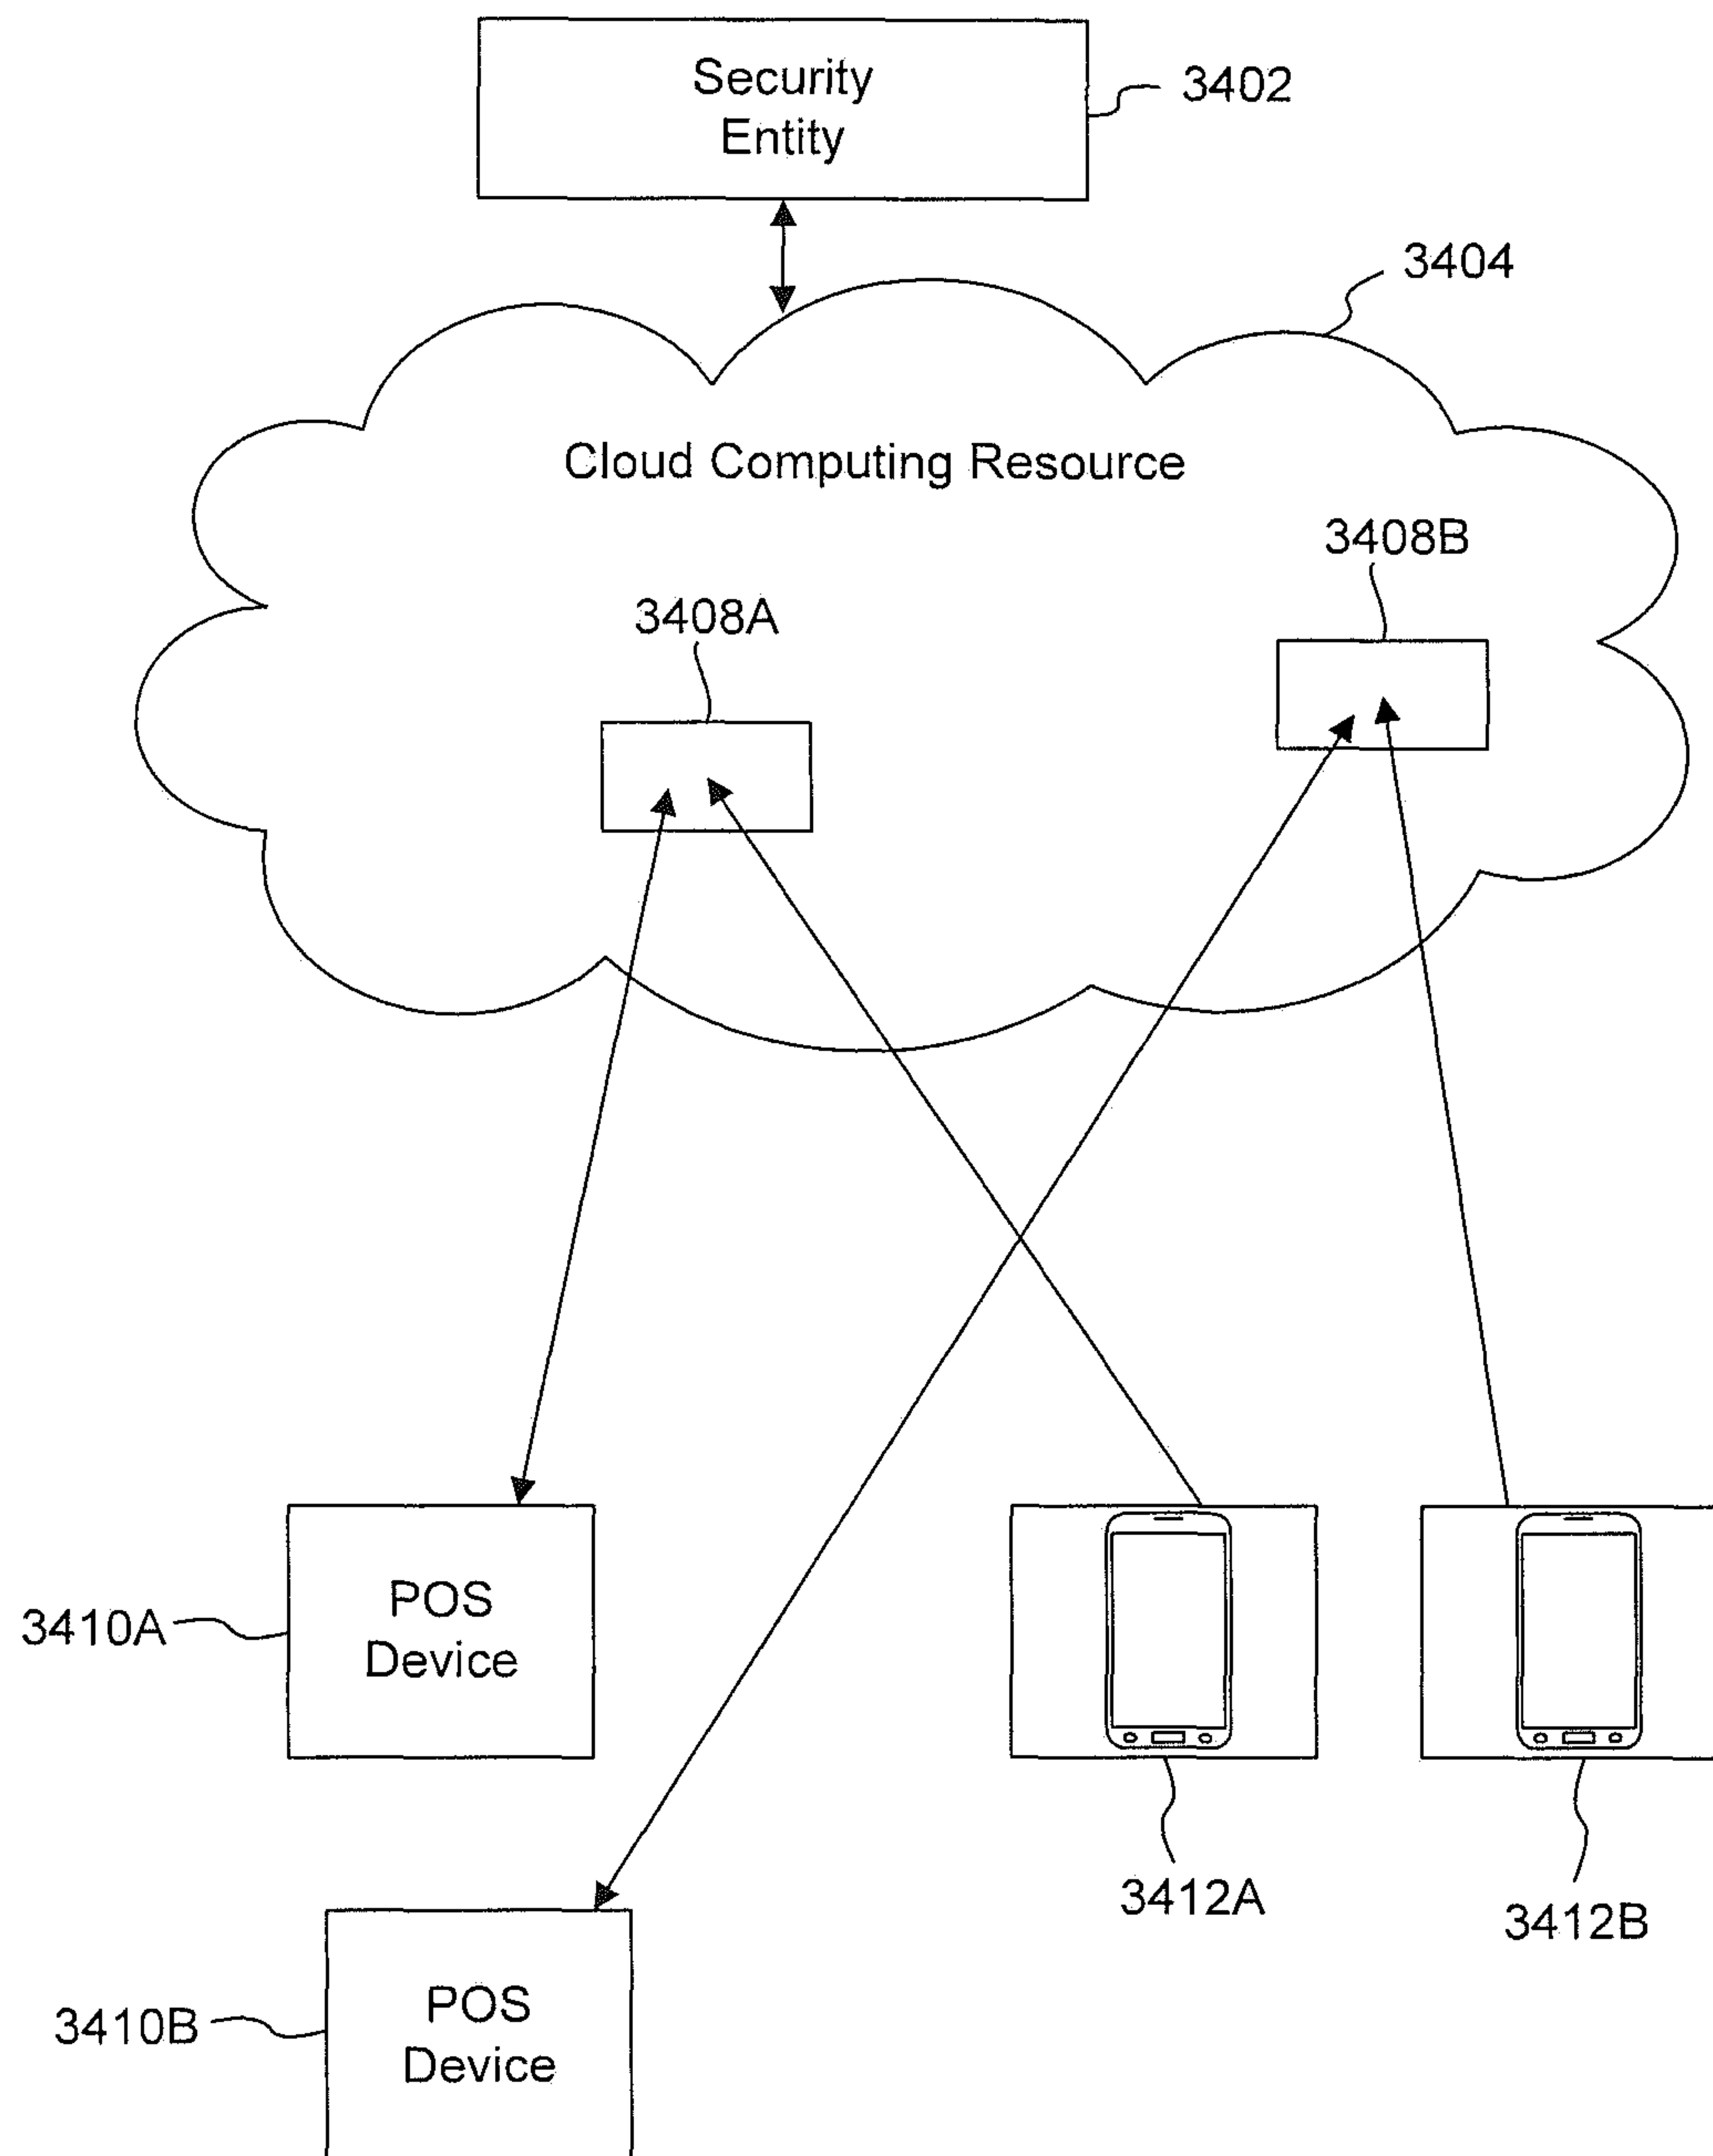 Security
Entity
3402
3404
Cloud Computing Resource
3408B
3408A
3410A
POS
Device
3412A
3412B
3410B
POS
Device